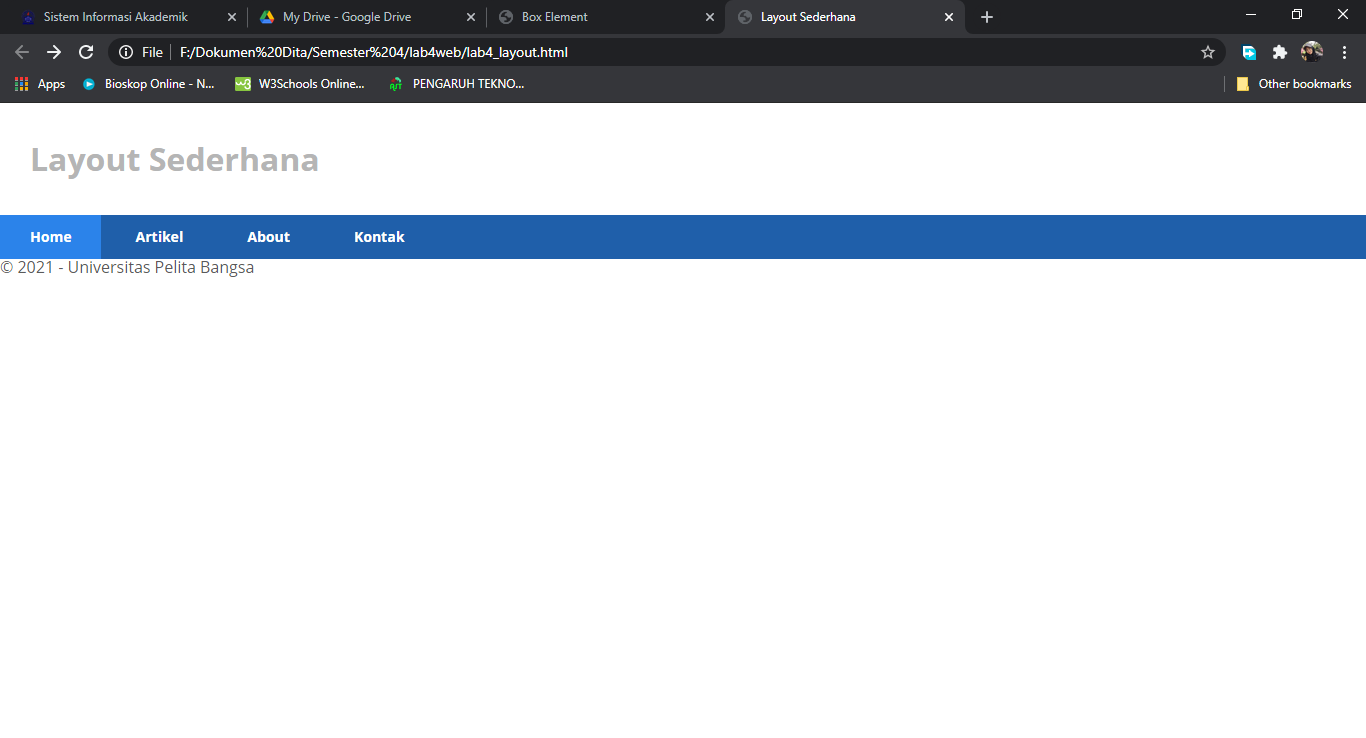 Sistem Informasi Akademik
My Drive - Google Drive
Box Element
Layout Sederhana
File
F:/Dokumen%20Dita/Semester%204/lab4web/lab4_layout.html
Apps
Bioskop Online - N...
W3Schools Online...
PENGARUH TEKNO...
Other bookmarks
Layout Sederhana
Home
Artikel
About
Kontak
© 2021 - Universitas Pelita Bangsa